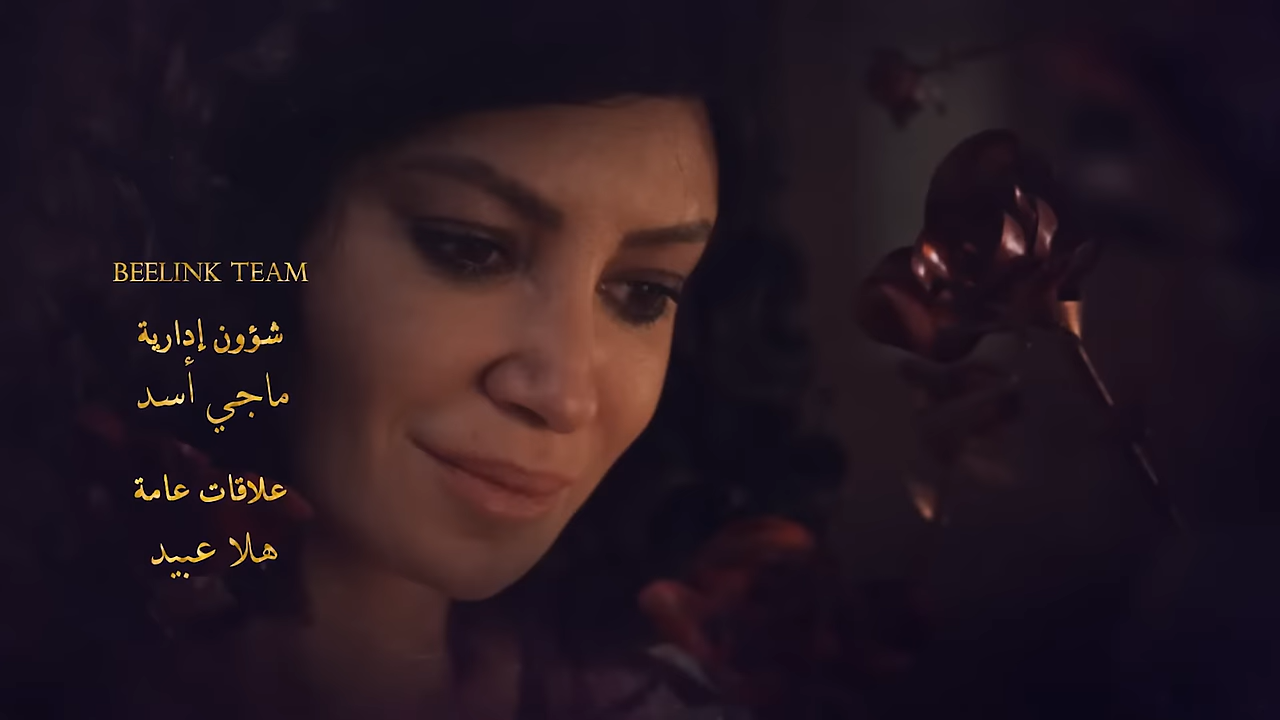 BEELINK TEAM
شؤون إدارية
ماجي أسد
علاقات عامة
هلا عبيد